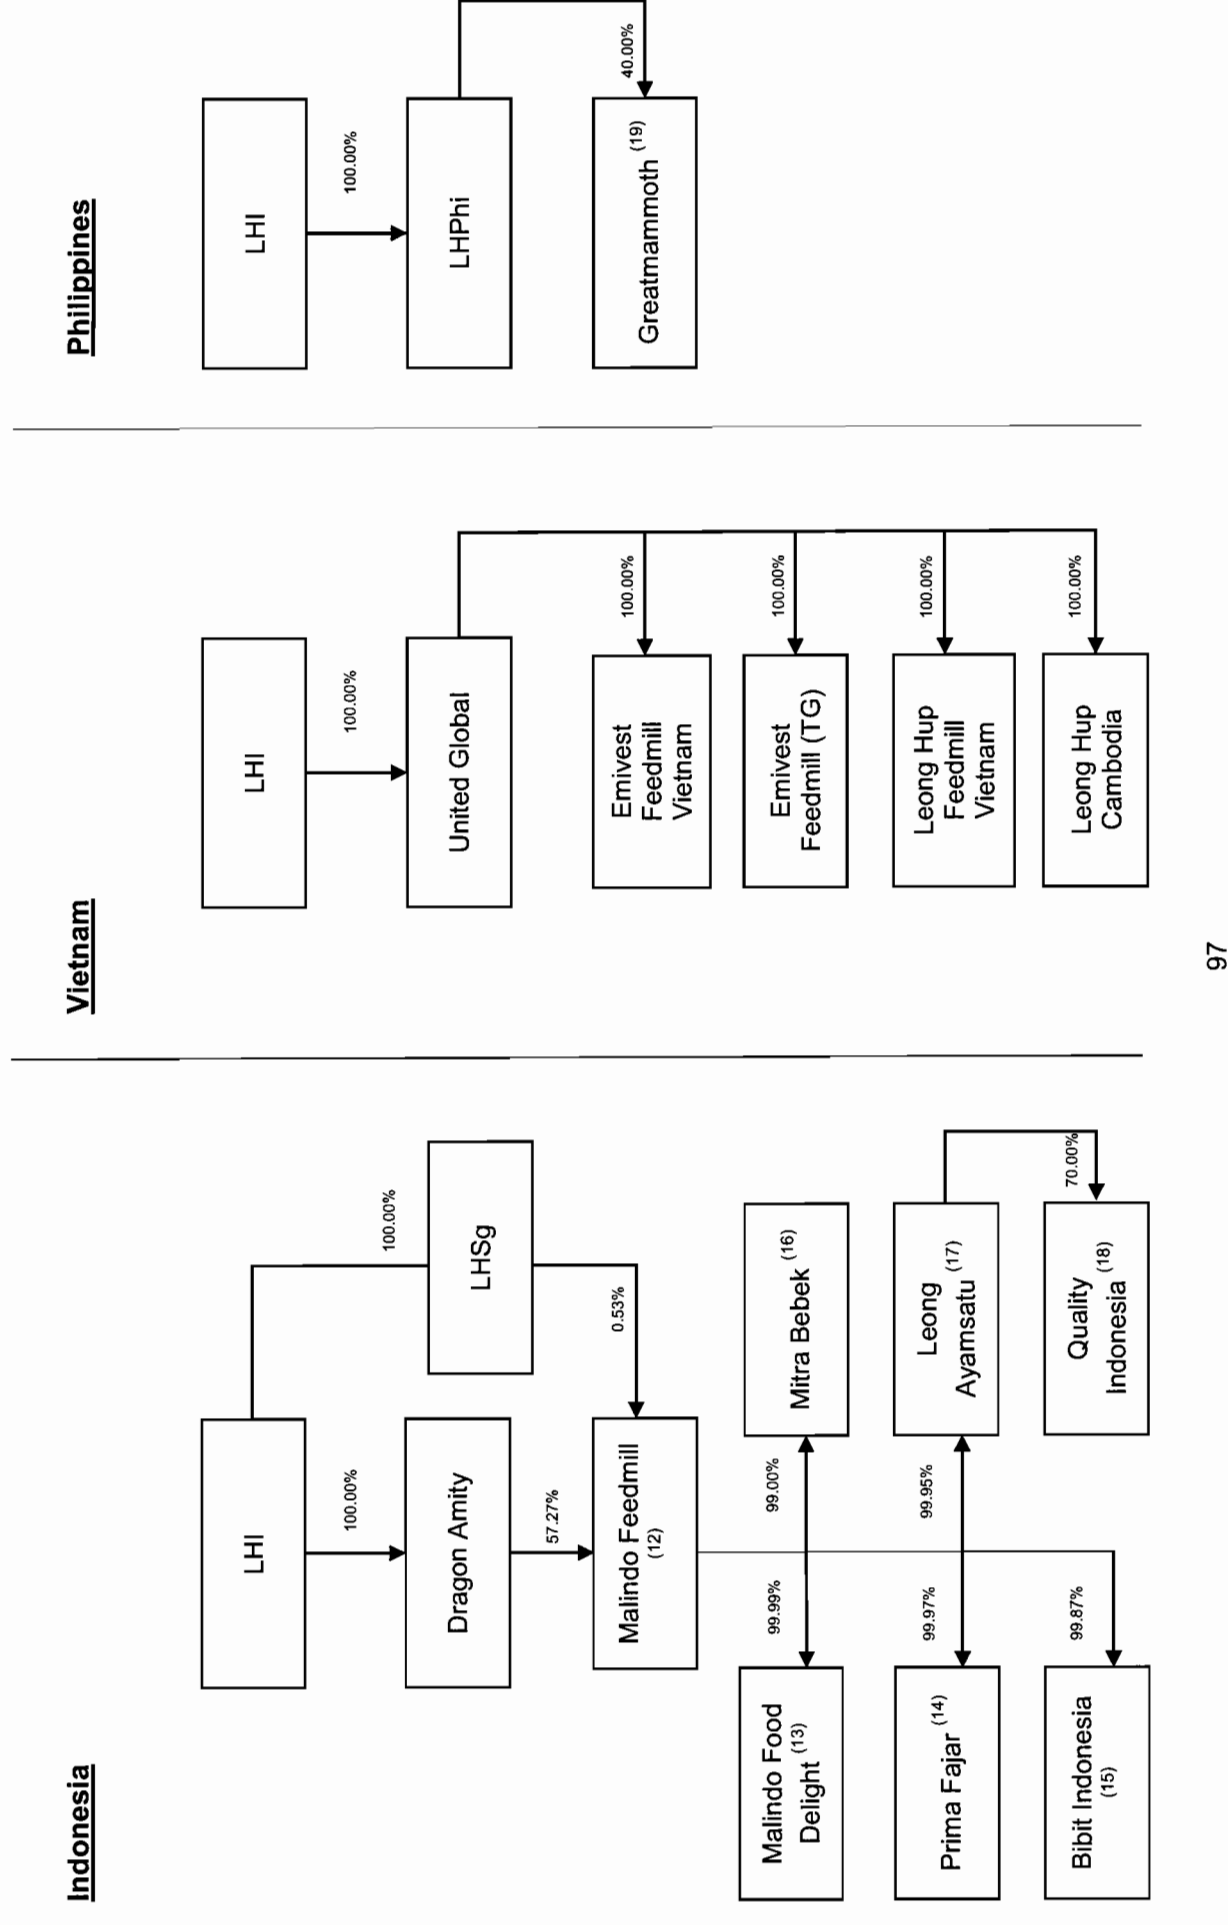 Indonesia
LHI
100.00%
100.00%
Dragon Amity
LHSg
57.27%
0.53%
Malindo Feedmill
(12)
99.99%
99.00%
Malindo Food
Delight (13)
Mitra Bebek (16)
99.97%
99.95%
Prima Fajar (14)
Leong
Ayamsatu (17)
99.87%
70.00%
Bibit Indonesia
(15)
Quality
Indonesia (18)
Vietnam
LHI
100.00%
United Global
100.00%
Emivest
Feedmill
Vietnam
100.00%
Emivest
Feedmill (TG)
100.00%
Leong Hup
Feedmill
Vietnam
100.00%
Leong Hup
Cambodia
Philippines
LHI
100.00%
LHPhi
40.00%
Greatmammoth (19)
97